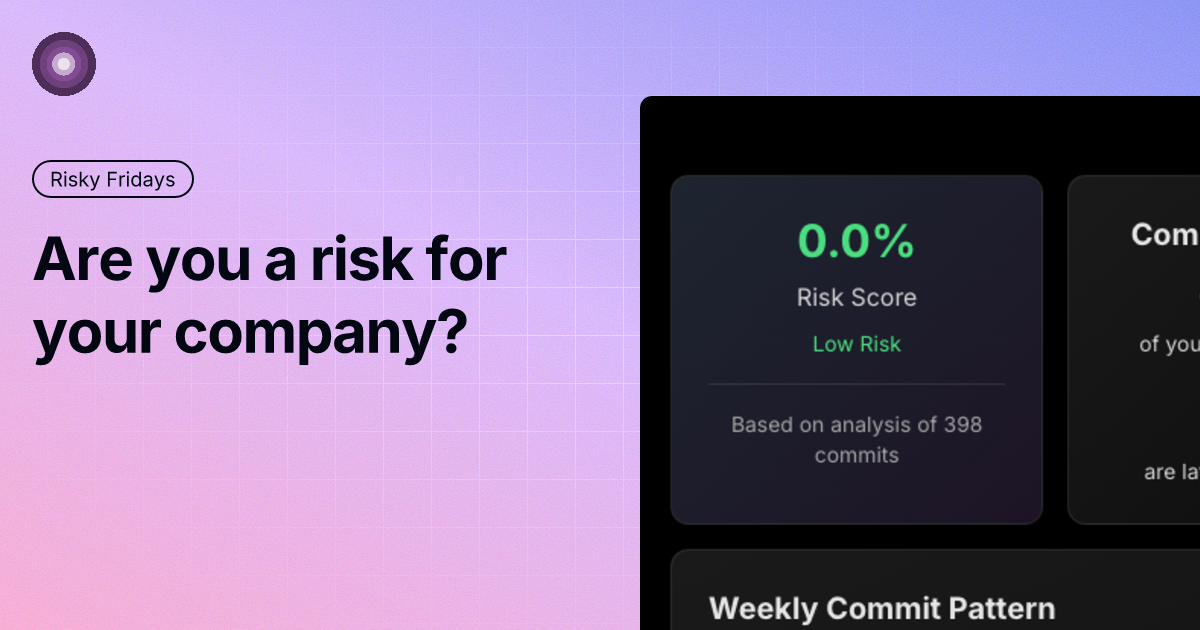 Risky Fridays
Are you a risk for
your company?
0.0%
Risk Score
Low Risk
Based on analysis of 398
commits
Com
of you
are la
Weekly Commit Pattern